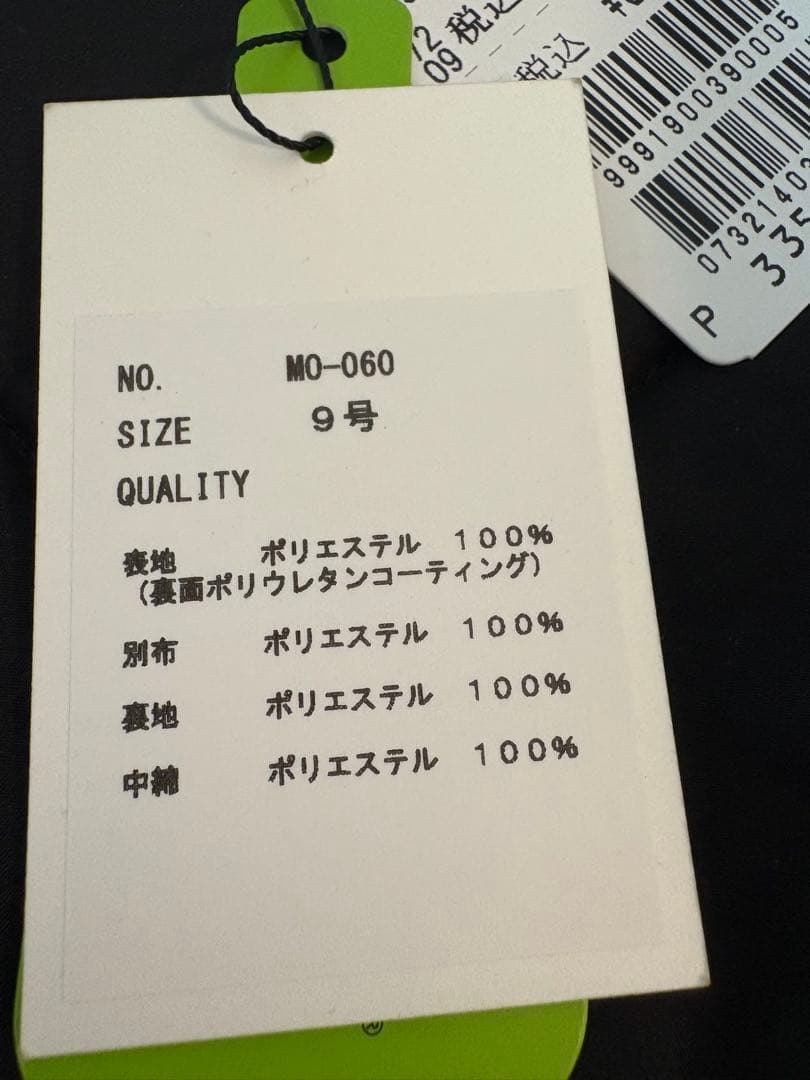 NO. MO-060
SIZE 9号
QUALITY
表地 ポリエステル 100%
(裏面ポリウレタンコーティング)
別布 ポリエステル 100%
裏地 ポリエステル 100%
中綿 ポリエステル 100%
09 税込
税込
9991900390005
0732140
P 335
®